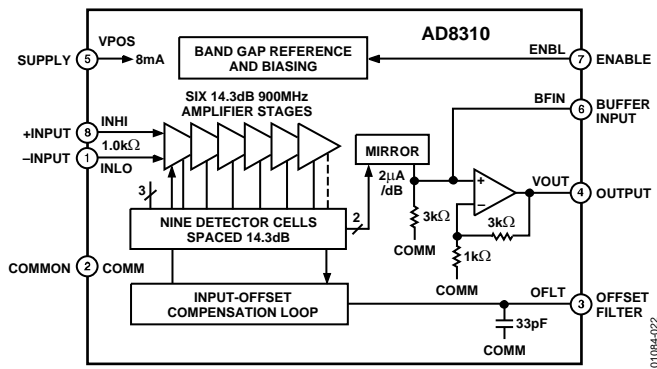 AD8310
SUPPLY
5
VPOS
8mA
BAND GAP REFERENCE
AND BIASING
ENBL
7
ENABLE
SIX 14.3dB 900MHz
AMPLIFIER STAGES
BFIN
6
BUFFER
INPUT
+INPUT
8
INHI
1.0kΩ
–INPUT
1
INLO
MIRROR
2µA
/dB
+
–
VOUT
4
OUTPUT
3
NINE DETECTOR CELLS
SPACED 14.3dB
2
3kΩ
COMM
3kΩ
1kΩ
COMM
COMMON
2
COMM
INPUT-OFFSET
COMPENSATION LOOP
OFLT
3
OFFSET
FILTER
33pF
COMM
01084-022